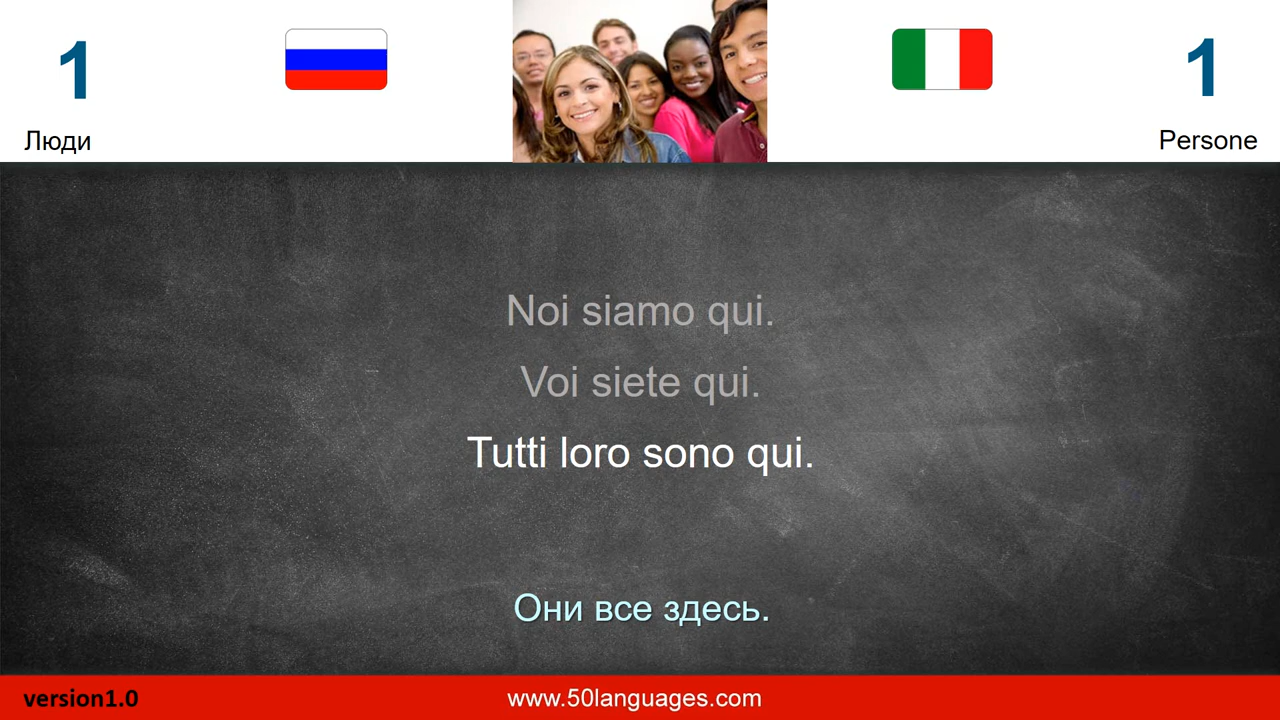 1
1
Люди
Persone
Noi siamo qui.
Voi siete qui.
Tutti loro sono qui.
Они все здесь.
version1.0
www.50languages.com